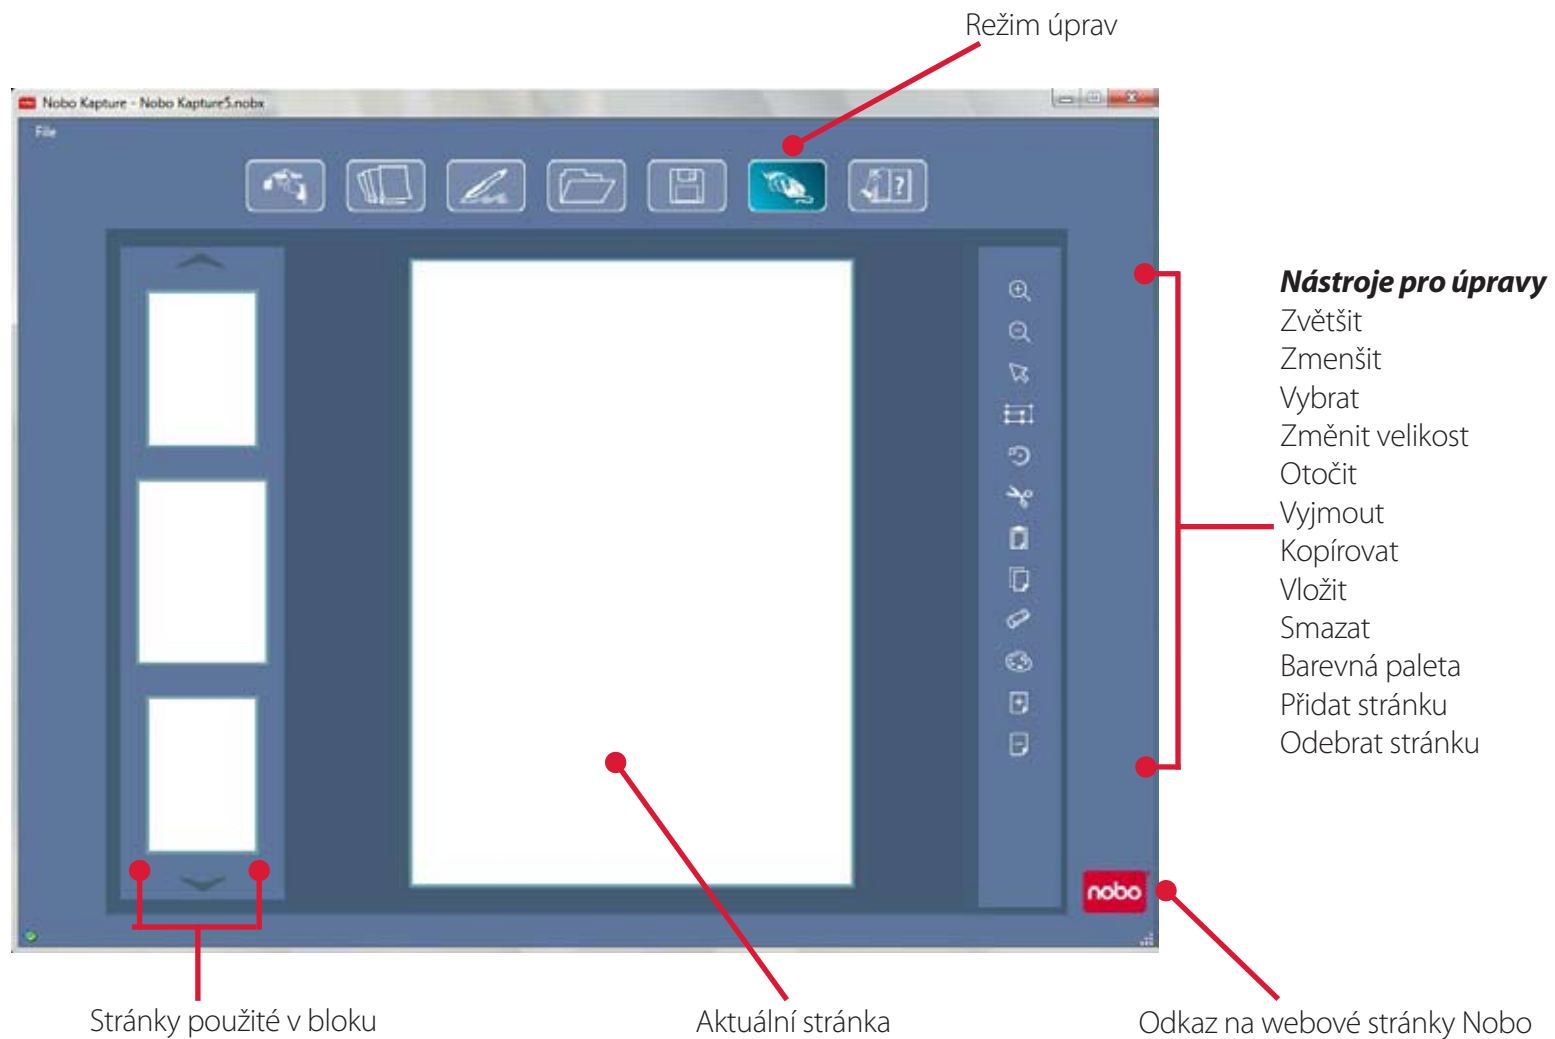 Režim úprav
Nobo Kapture - Nobo Kapture5.nobx
File
?
Nástroje pro úpravy
Zvětšit
Zmenšit
Vybrat
Změnit velikost
Otočit
Vyjmout
Kopírovat
Vložit
Smazat
Barevná paleta
Přidat stránku
Odebrat stránku
nobo
Stránky použité v bloku
Aktuální stránka
Odkaz na webové stránky Nobo